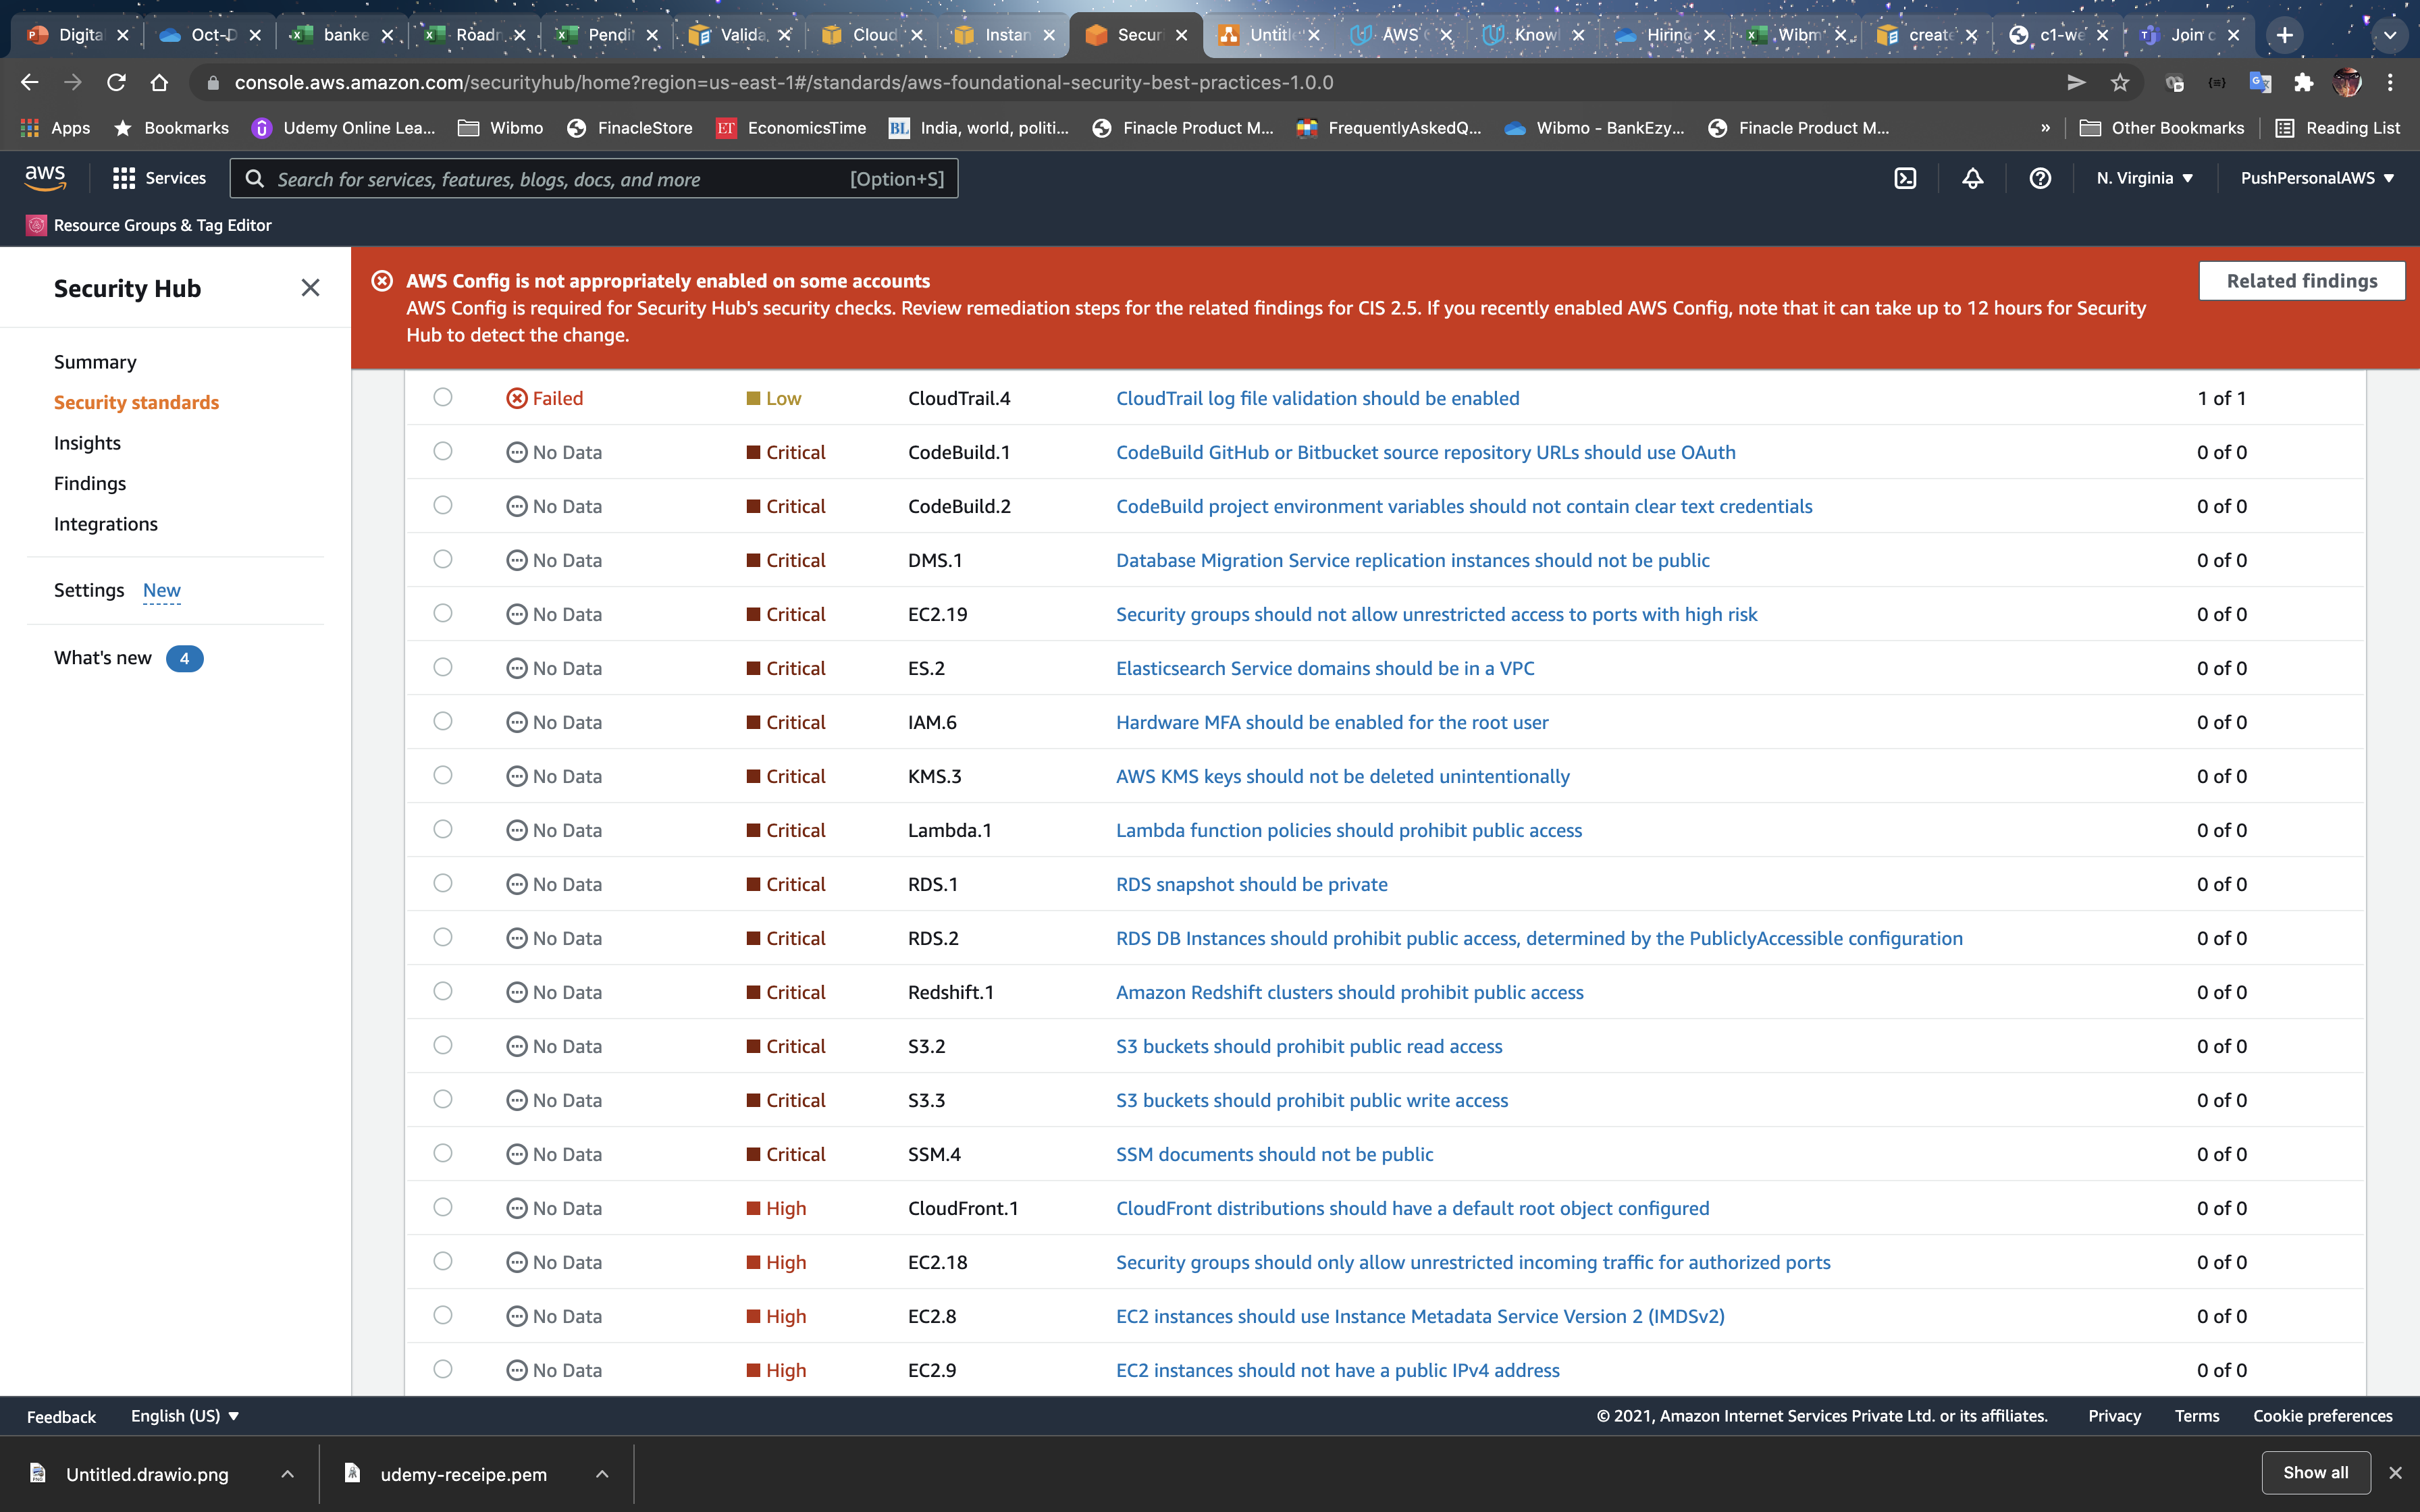 Digita
Oct-D
banke
Roadn
Pendi
Valida
Cloud
Instan
Securi
Untitle
AWS
Knowl
Hiring
Wibm
create
c1-we
Join c
console.aws.amazon.com/securityhub/home?region=us-east-1#/standards/aws-foundational-security-best-practices-1.0.0
Apps
Bookmarks
Udemy Online Lea...
Wibmo
FinacleStore
EconomicsTime
India, world, politi...
Finacle Product M...
FrequentlyAskedQ...
Wibmo - BankEzy...
Finacle Product M...
»
Other Bookmarks
Reading List
aws
Services
Search for services, features, blogs, docs, and more
[Option+S]
N. Virginia
PushPersonalAWS
Resource Groups & Tag Editor
Security Hub
Summary
Security standards
Insights
Findings
Integrations
Settings New
What's new 4
AWS Config is not appropriately enabled on some accounts
AWS Config is required for Security Hub's security checks. Review remediation steps for the related findings for CIS 2.5. If you recently enabled AWS Config, note that it can take up to 12 hours for Security
Hub to detect the change.
Related findings
Failed Low CloudTrail.4 CloudTrail log file validation should be enabled 1 of 1
No Data Critical CodeBuild.1 CodeBuild GitHub or Bitbucket source repository URLs should use OAuth 0 of 0
No Data Critical CodeBuild.2 CodeBuild project environment variables should not contain clear text credentials 0 of 0
No Data Critical DMS.1 Database Migration Service replication instances should not be public 0 of 0
No Data Critical EC2.19 Security groups should not allow unrestricted access to ports with high risk 0 of 0
No Data Critical ES.2 Elasticsearch Service domains should be in a VPC 0 of 0
No Data Critical IAM.6 Hardware MFA should be enabled for the root user 0 of 0
No Data Critical KMS.3 AWS KMS keys should not be deleted unintentionally 0 of 0
No Data Critical Lambda.1 Lambda function policies should prohibit public access 0 of 0
No Data Critical RDS.1 RDS snapshot should be private 0 of 0
No Data Critical RDS.2 RDS DB Instances should prohibit public access, determined by the PubliclyAccessible configuration 0 of 0
No Data Critical Redshift.1 Amazon Redshift clusters should prohibit public access 0 of 0
No Data Critical S3.2 S3 buckets should prohibit public read access 0 of 0
No Data Critical S3.3 S3 buckets should prohibit public write access 0 of 0
No Data Critical SSM.4 SSM documents should not be public 0 of 0
No Data High CloudFront.1 CloudFront distributions should have a default root object configured 0 of 0
No Data High EC2.18 Security groups should only allow unrestricted incoming traffic for authorized ports 0 of 0
No Data High EC2.8 EC2 instances should use Instance Metadata Service Version 2 (IMDSv2) 0 of 0
No Data High EC2.9 EC2 instances should not have a public IPv4 address 0 of 0
Feedback
English (US)
© 2021, Amazon Internet Services Private Ltd. or its affiliates.
Privacy
Terms
Cookie preferences
Untitled.drawio.png
udemy-receipe.pem
Show all